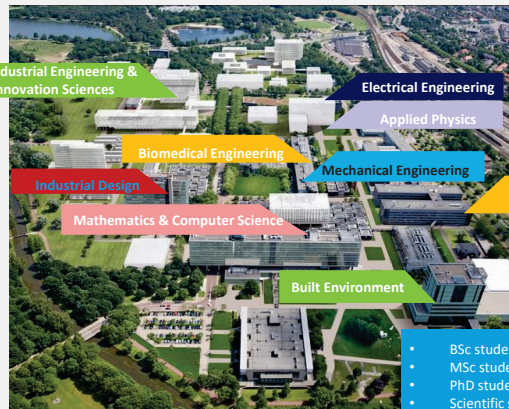 dustrial Engineering &
nnovation Sciences
Electrical Engineering
Applied Physics
Biomedical Engineering
Mechanical Engineering
Industrial Design
Mathematics & Computer Science
Built Environment
• BSc stude
• MSc stude
• PhD stude
• Scientific s